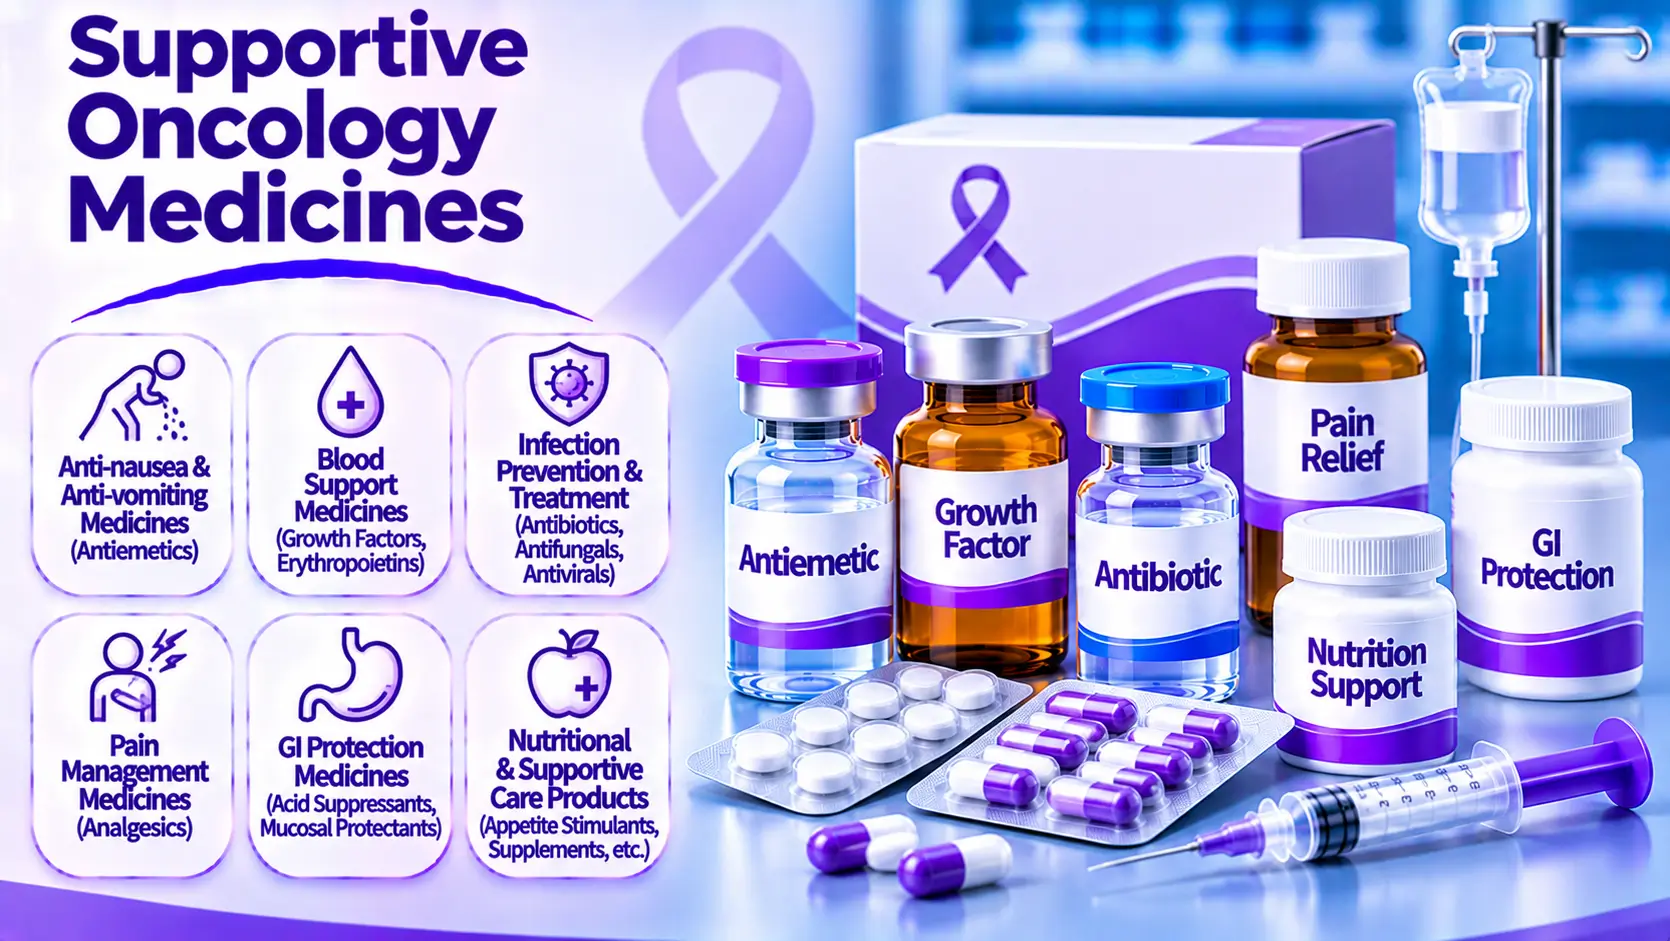 Supportive
Oncology
Medicines
Anti-nausea &
Anti-vomiting
Medicines
(Antiemetics)
Blood
Support
Medicines
(Growth Factors,
Erythropoietins)
Infection
Prevention &
Treatment
(Antibiotics,
Antifungals,
Antivirals)
Pain
Management
Medicines
(Analgesics)
GI Protection
Medicines
(Acid Suppressants,
Mucosal Protectants)
Nutritional
& Supportive
Care Products
(Appetite Stimulants,
Supplements, etc.)
Antiemetic
Growth
Factor
Antibiotic
Pain
Relief
Nutrition
Support
GI
Protection